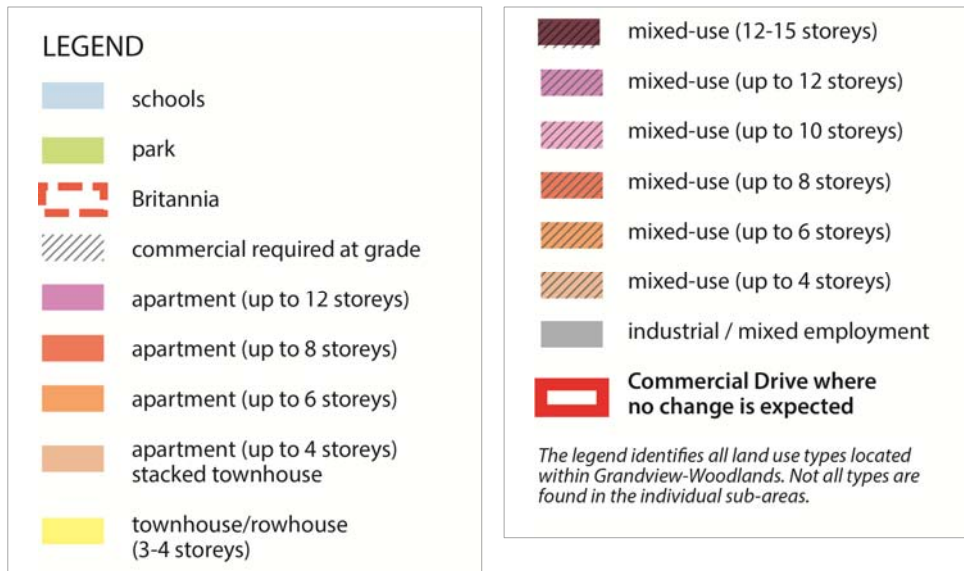 LEGEND
schools
park
Britannia
commercial required at grade
apartment (up to 12 storeys)
apartment (up to 8 storeys)
apartment (up to 6 storeys)
apartment (up to 4 storeys)
stacked townhouse
townhouse/rowhouse
(3-4 storeys)
mixed-use (12-15 storeys)
mixed-use (up to 12 storeys)
mixed-use (up to 10 storeys)
mixed-use (up to 8 storeys)
mixed-use (up to 6 storeys)
mixed-use (up to 4 storeys)
industrial / mixed employment
Commercial Drive where
no change is expected
The legend identifies all land use types located
within Grandview-Woodlands. Not all types are
found in the individual sub-areas.